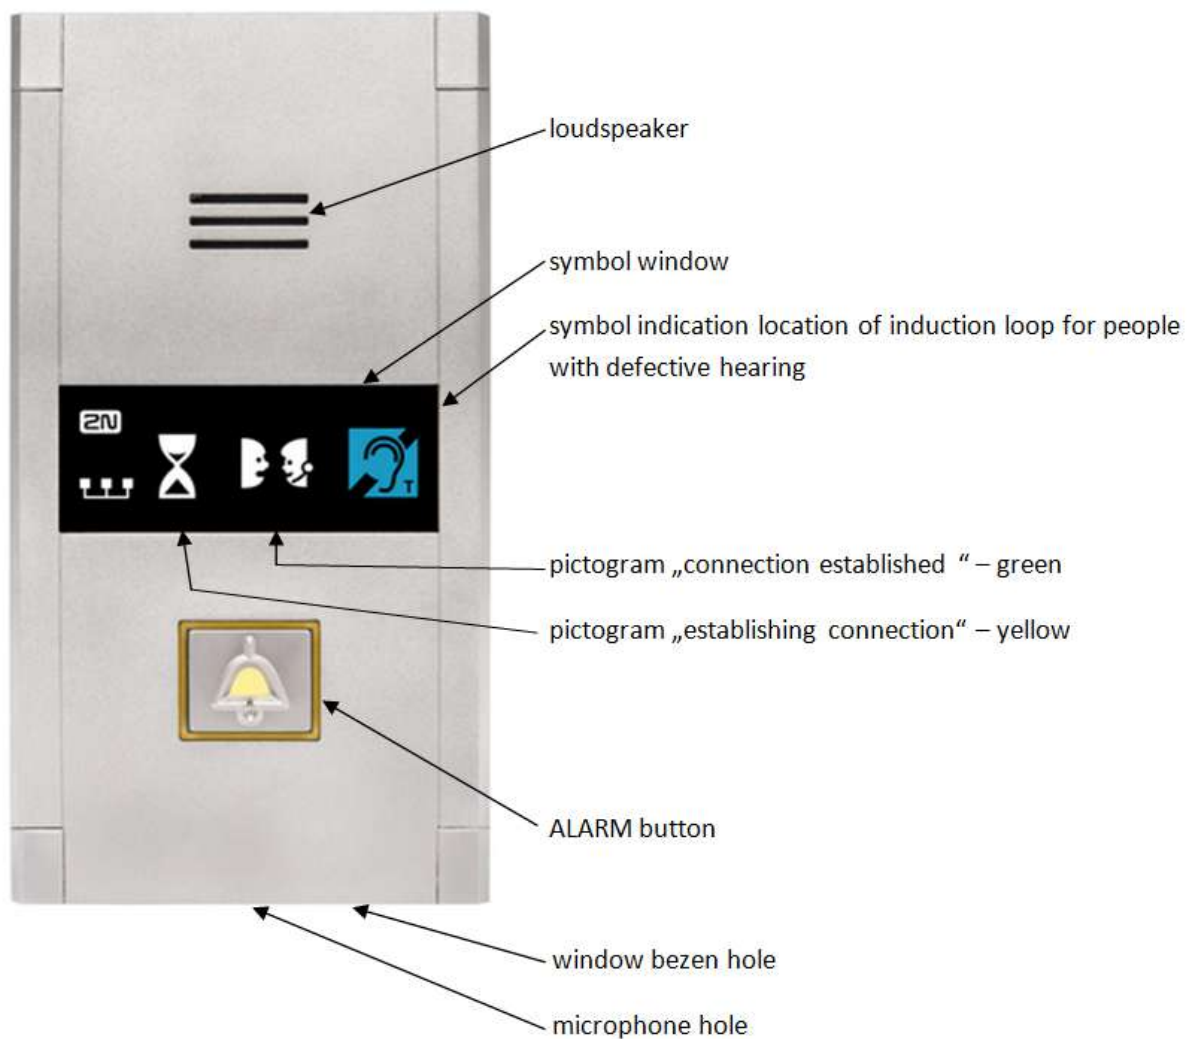 loudspeaker
symbol window
symbol indication location of induction loop for people
with defective hearing
2N
T
pictogram „connection established “ – green
pictogram „establishing connection“ – yellow
ALARM button
window bezen hole
microphone hole